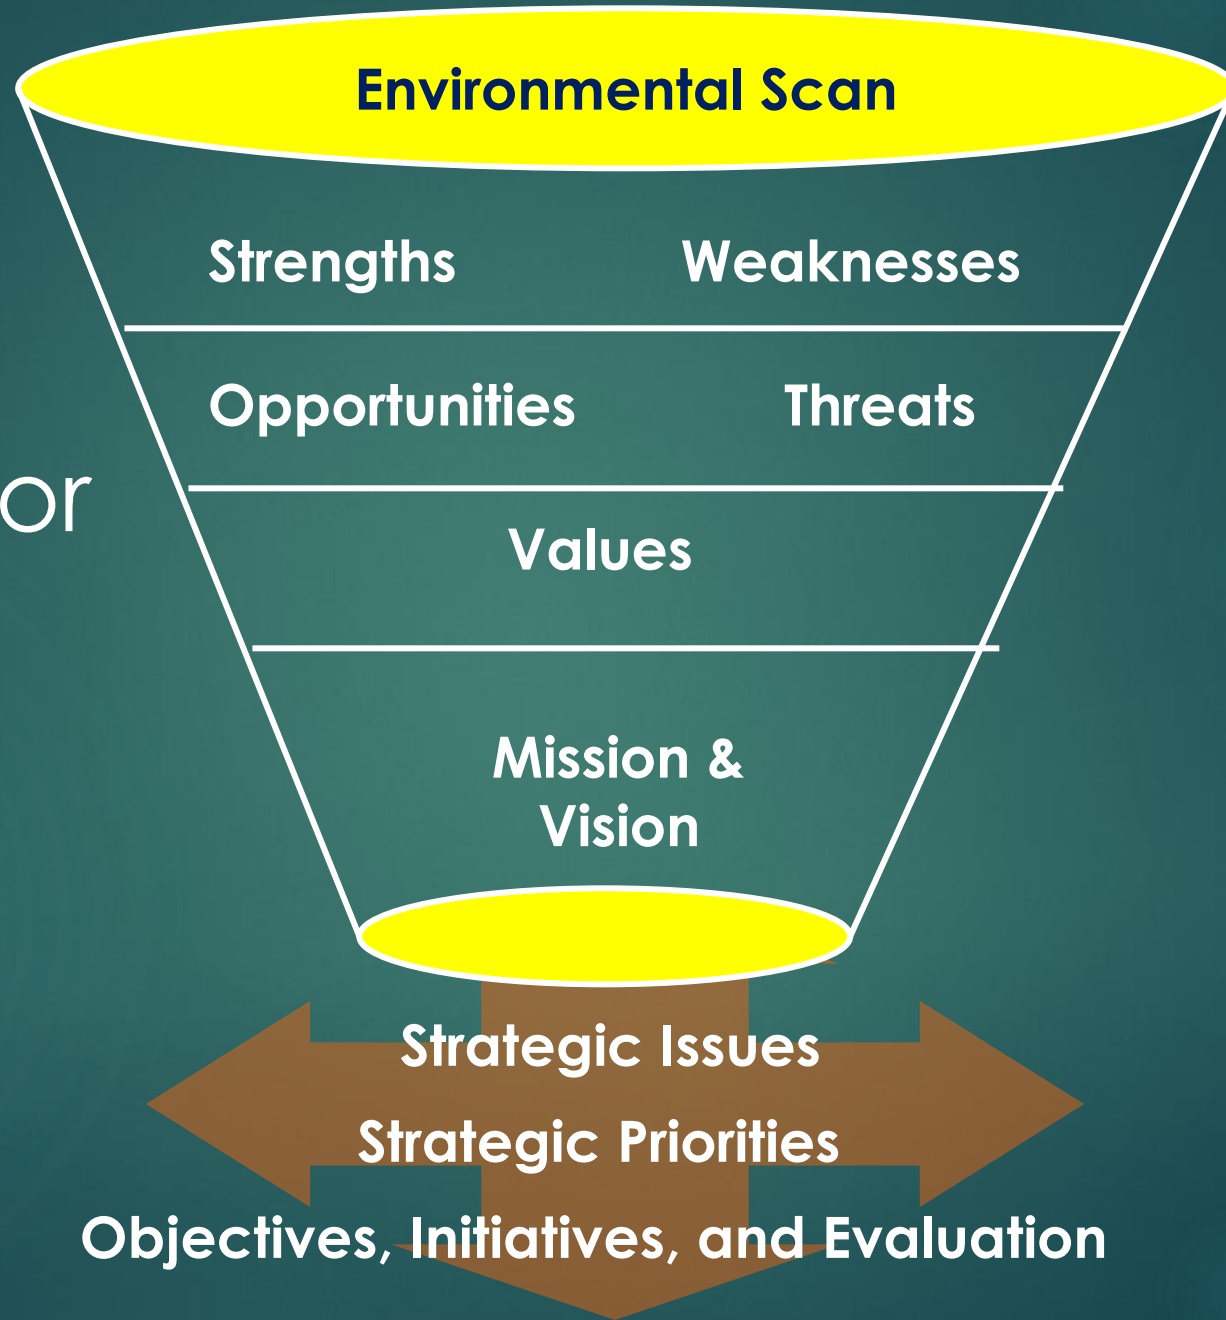 Environmental Scan
Strengths Weaknesses
Opportunities Threats
or
Values
Mission &
Vision
Strategic Issues
Strategic Priorities
Objectives, Initiatives, and Evaluation